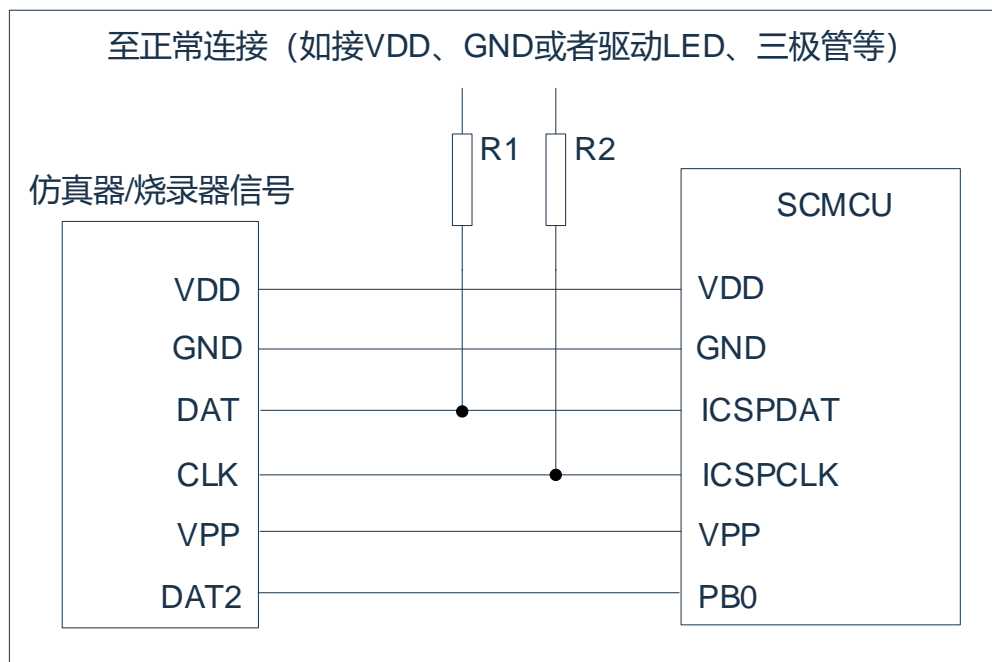 至正常连接（如接VDD、GND或者驱动LED、三极管等）
R1
R2
仿真器/烧录器信号
SCMCU
VDD
VDD
GND
GND
DAT
ICSPDAT
CLK
ICSPCLK
VPP
VPP
DAT2
PB0